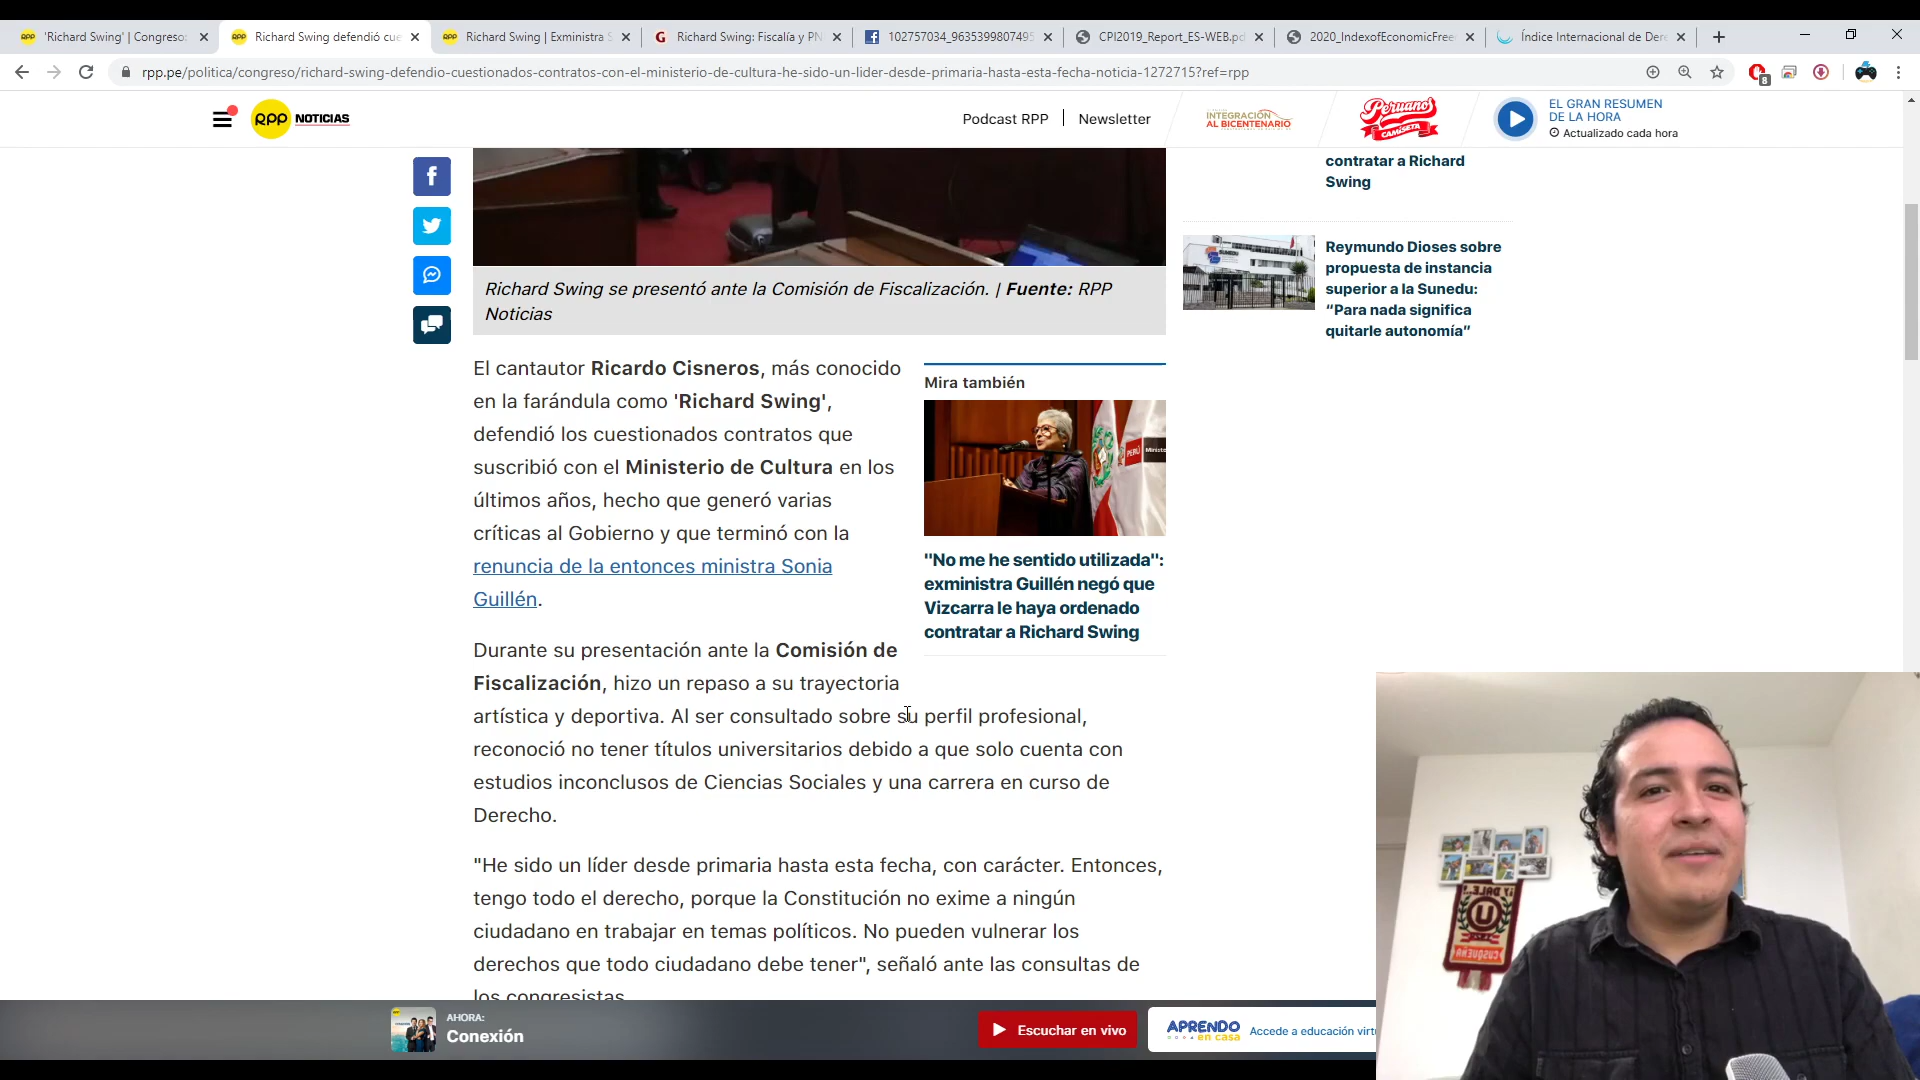 'Richard Swing' | Congreso:
Richard Swing defendió cue
Richard Swing | Exministra S
Richard Swing: Fiscalía y PN
102757034_9635399807495
CPI2019_Report_ES-WEB.pd
2020_IndexofEconomicFree
Índice Internacional de Der
rpp.pe/politica/congreso/richard-swing-defendio-cuestionados-contratos-con-el-ministerio-de-cultura-he-sido-un-lider-desde-primaria-hasta-esta-fecha-noticia-1272715?ref=rpp
8
RPP NOTICIAS
Podcast RPP
Newsletter
INTEGRACIÓN
AL BICENTENARIO
Peruanos
CAMISETA
EL GRAN RESUMEN
DE LA HORA
Actualizado cada hora
Richard Swing se presentó ante la Comisión de Fiscalización. | Fuente: RPP
Noticias
El cantautor Ricardo Cisneros, más conocido
en la farándula como 'Richard Swing',
defendió los cuestionados contratos que
suscribió con el Ministerio de Cultura en los
últimos años, hecho que generó varias
críticas al Gobierno y que terminó con la
renuncia de la entonces ministra Sonia
Guillén.
Mira también
PERÚ
Ministe
"No me he sentido utilizada":
exministra Guillén negó que
Vizcarra le haya ordenado
contratar a Richard Swing
Durante su presentación ante la Comisión de
Fiscalización, hizo un repaso a su trayectoria
artística y deportiva. Al ser consultado sobre su perfil profesional,
reconoció no tener títulos universitarios debido a que solo cuenta con
estudios inconclusos de Ciencias Sociales y una carrera en curso de
Derecho.
"He sido un líder desde primaria hasta esta fecha, con carácter. Entonces,
tengo todo el derecho, porque la Constitución no exime a ningún
ciudadano en trabajar en temas políticos. No pueden vulnerar los
derechos que todo ciudadano debe tener", señaló ante las consultas de
los congresistas.
contratar a Richard
Swing
SUNEDU
Reymundo Dioses sobre
propuesta de instancia
superior a la Sunedu:
“Para nada significa
quitarle autonomía”
AHORA:
Conexión
Escuchar en vivo
APRENDO
en casa
Accede a educación virtu
¡Y DALE..!
U
CUSQUEÑA